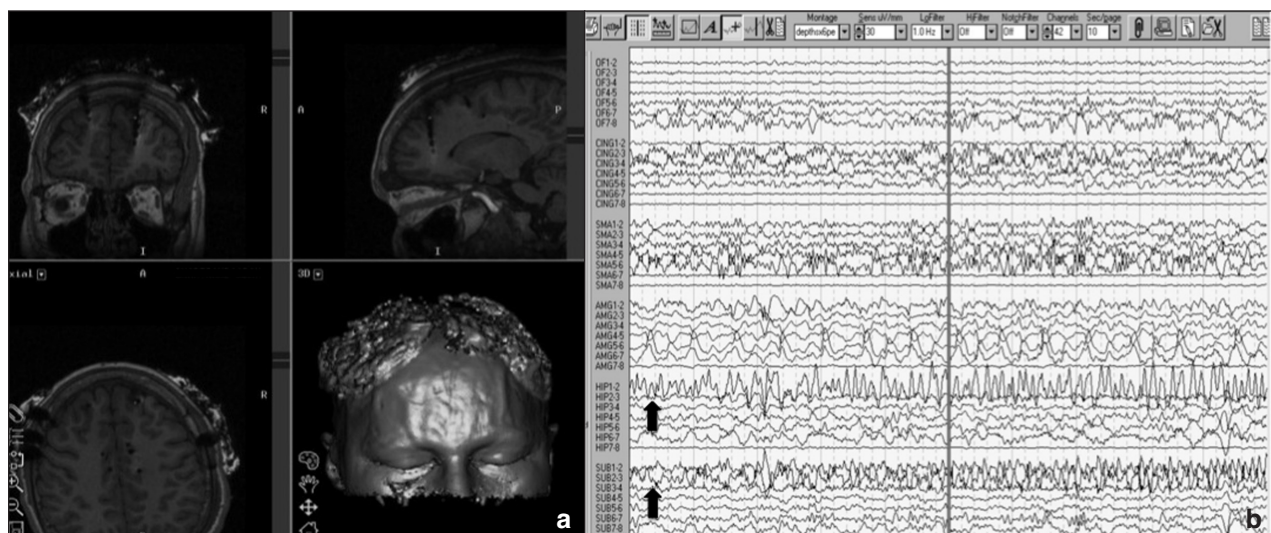 R
A
P
I
I
xial
A
R
3D
a
Montage
Sens uV/mm
LoFilter
HiFilter
NotchFilter
Channels
Sec/page
30
1.0 Hz
Off
Off
42
10
A
OF1-2
OF2-3
OF3-4
OF4-5
OF5-6
OF6-7
OF7-8
CING1-2
CING2-3
CING3-4
CING4-5
CING5-6
CING6-7
CING7-8
SMA1-2
SMA2-3
SMA3-4
SMA4-5
SMA5-6
SMA6-7
SMA7-8
AMG1-2
AMG2-3
AMG3-4
AMG4-5
AMG5-6
AMG6-7
AMG7-8
HIP1-2
HIP2-3
HIP3-4
HIP4-5
HIP5-6
HIP6-7
HIP7-8
SUB1-2
SUB2-3
SUB3-4
SUB4-5
SUB5-6
SUB6-7
SUB7-8
b